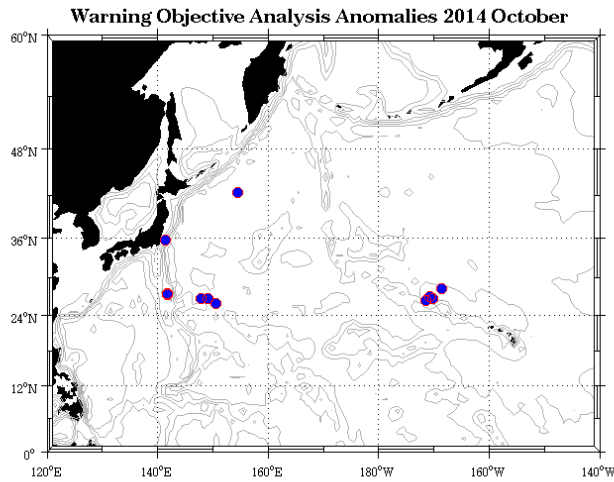 Warning Objective Analysis Anomalies 2014 October
60°N
48°N
36°N
24°N
12°N
0°
120°E 140°E 160°E 180°W 160°W 140°W